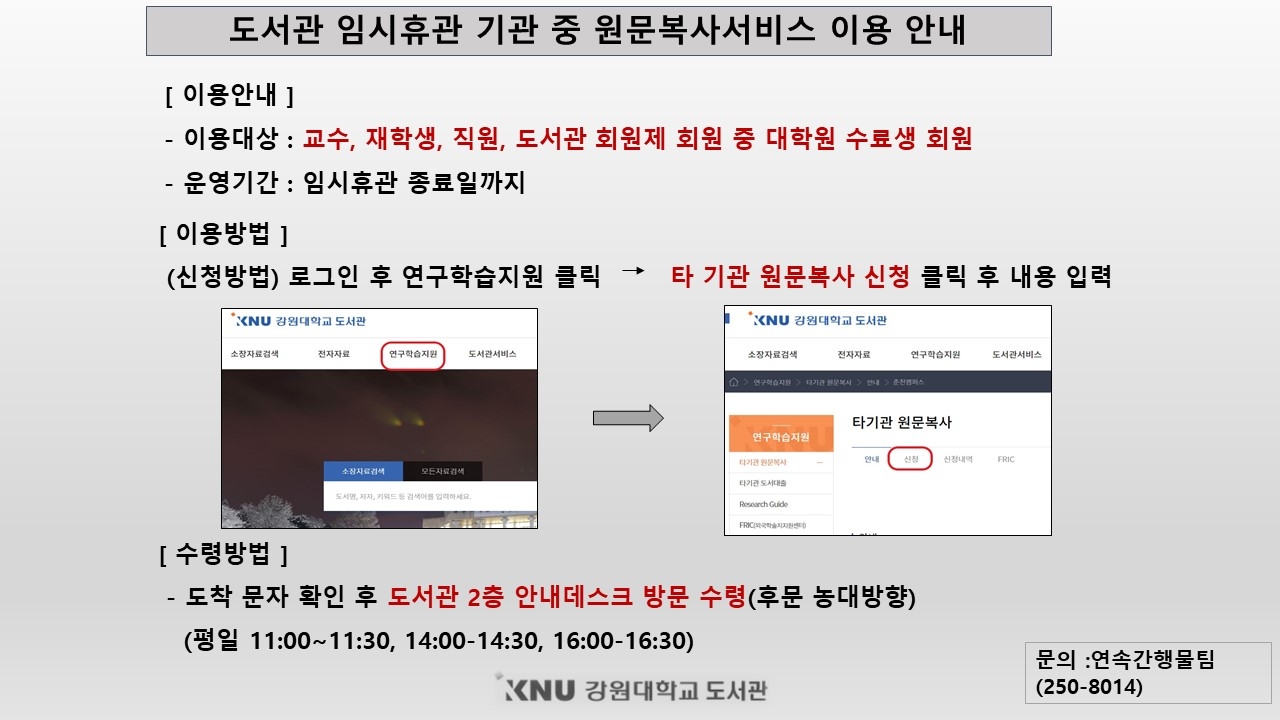 도서관 임시휴관 기관 중 원문복사서비스 이용 안내
[ 이용안내 ]
- 이용대상 : 교수, 재학생, 직원, 도서관 회원제 회원 중 대학원 수료생 회원
- 운영기간 : 임시휴관 종료일까지
[ 이용방법 ]
(신청방법) 로그인 후 연구학습지원 클릭 → 타 기관 원문복사 신청 클릭 후 내용 입력
KNU 강원대학교 도서관
소장자료검색 전자자료 연구학습지원 도서관서비스
소장자료검색 모든자료검색
도서명, 저자, 키워드 등 검색어를 입력하세요.
KNU 강원대학교 도서관
소장자료검색 전자자료 연구학습지원 도서관서비스
연구학습지원 > 타기관 원문복사 > 안내 > 춘천캠퍼스
연구학습지원
타기관 원문복사
타기관 도서대출
Research Guide
FRIC(외국학술지지원센터)
타기관 원문복사
안내 신청 신청내역 FRIC
[ 수령방법 ]
- 도착 문자 확인 후 도서관 2층 안내데스크 방문 수령(후문 농대방향)
(평일 11:00~11:30, 14:00-14:30, 16:00-16:30)
KNU 강원대학교 도서관
문의 :연속간행물팀
(250-8014)